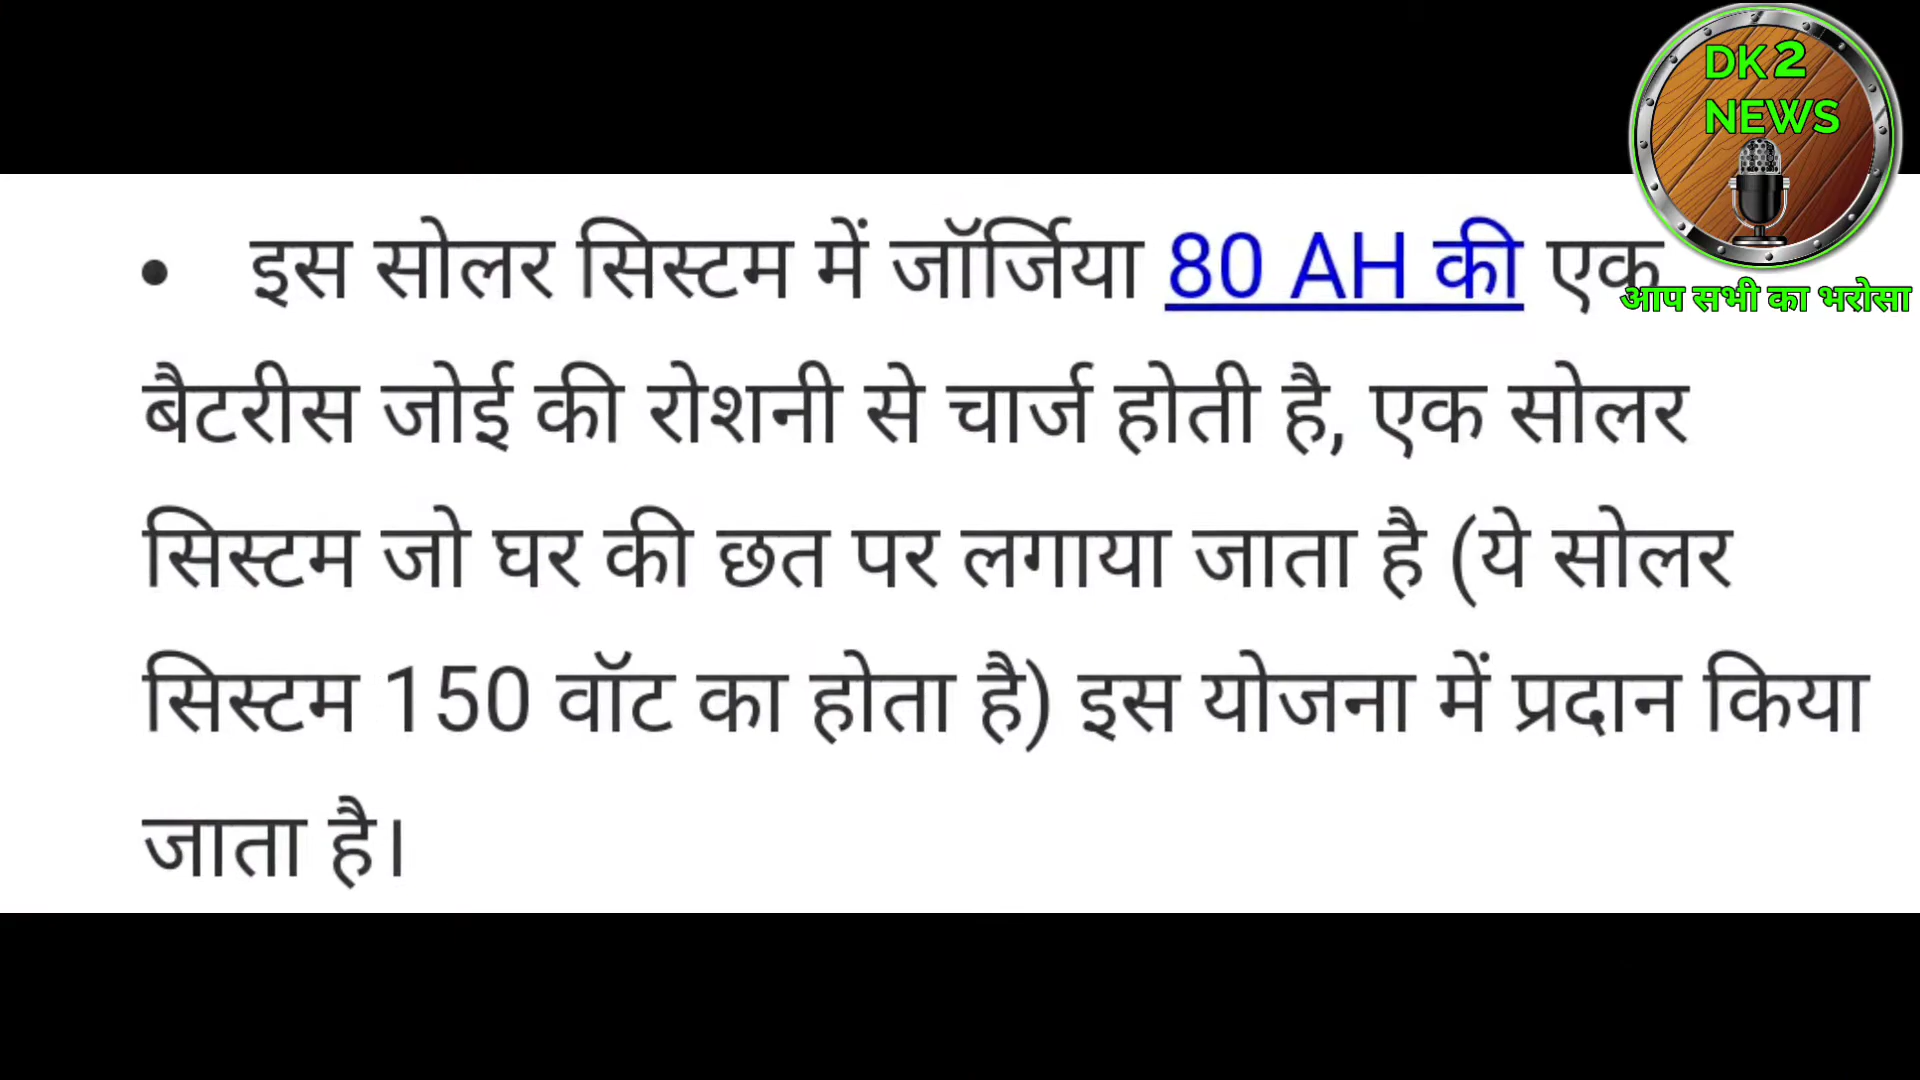 DK2
NEWS
आप सभी का भरोसा
• इस सोलर सिस्टम में जॉर्जिया 80 AH की एक
बैटरीस जोई की रोशनी से चार्ज होती है, एक सोलर
सिस्टम जो घर की छत पर लगाया जाता है (ये सोलर
सिस्टम 150 वॉट का होता है) इस योजना में प्रदान किया
जाता है।